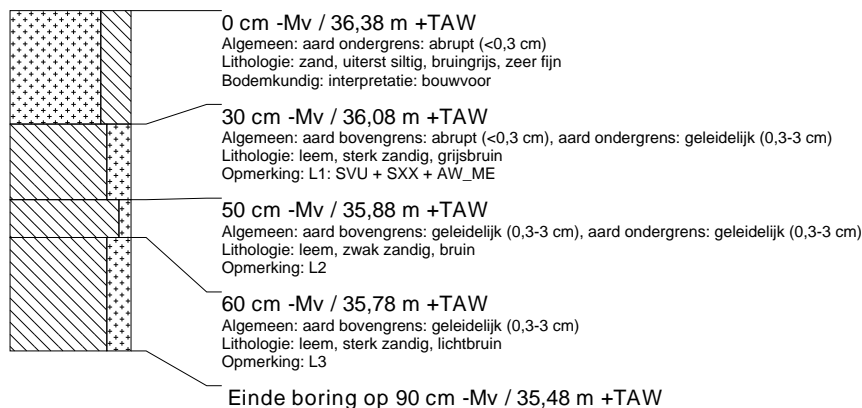 0 cm -Mv / 36,38 m +TAW
Algemeen: aard ondergrens: abrupt (<0,3 cm)
Lithologie: zand, uiterst siltig, bruingrijs, zeer fijn
Bodemkundig: interpretatie: bouwvoor
30 cm -Mv / 36,08 m +TAW
Algemeen: aard bovengrens: abrupt (<0,3 cm), aard ondergrens: geleidelijk (0,3-3 cm)
Lithologie: leem, sterk zandig, grijsbruin
Opmerking: L1: SVU + SXX + AW_ME
50 cm -Mv / 35,88 m +TAW
Algemeen: aard bovengrens: geleidelijk (0,3-3 cm), aard ondergrens: geleidelijk (0,3-3 cm)
Lithologie: leem, zwak zandig, bruin
Opmerking: L2
60 cm -Mv / 35,78 m +TAW
Algemeen: aard bovengrens: geleidelijk (0,3-3 cm)
Lithologie: leem, sterk zandig, lichtbruin
Opmerking: L3
Einde boring op 90 cm -Mv / 35,48 m +TAW